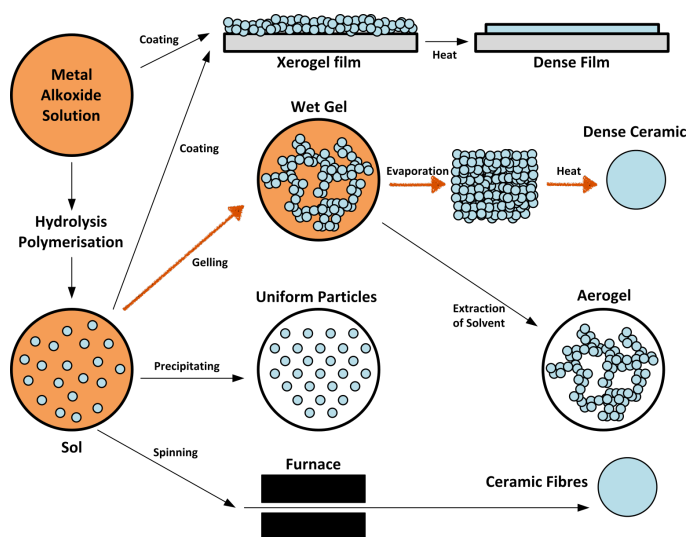 Coating
Metal
Alkoxide
Solution
Xerogel film
Heat
Dense Film
Wet Gel
Coating
Dense Ceramic
Evaporation
Heat
Hydrolysis
Polymerisation
Gelling
Uniform Particles
Extraction
of Solvent
Aerogel
Precipitating
Sol
Spinning
Furnace
Ceramic Fibres